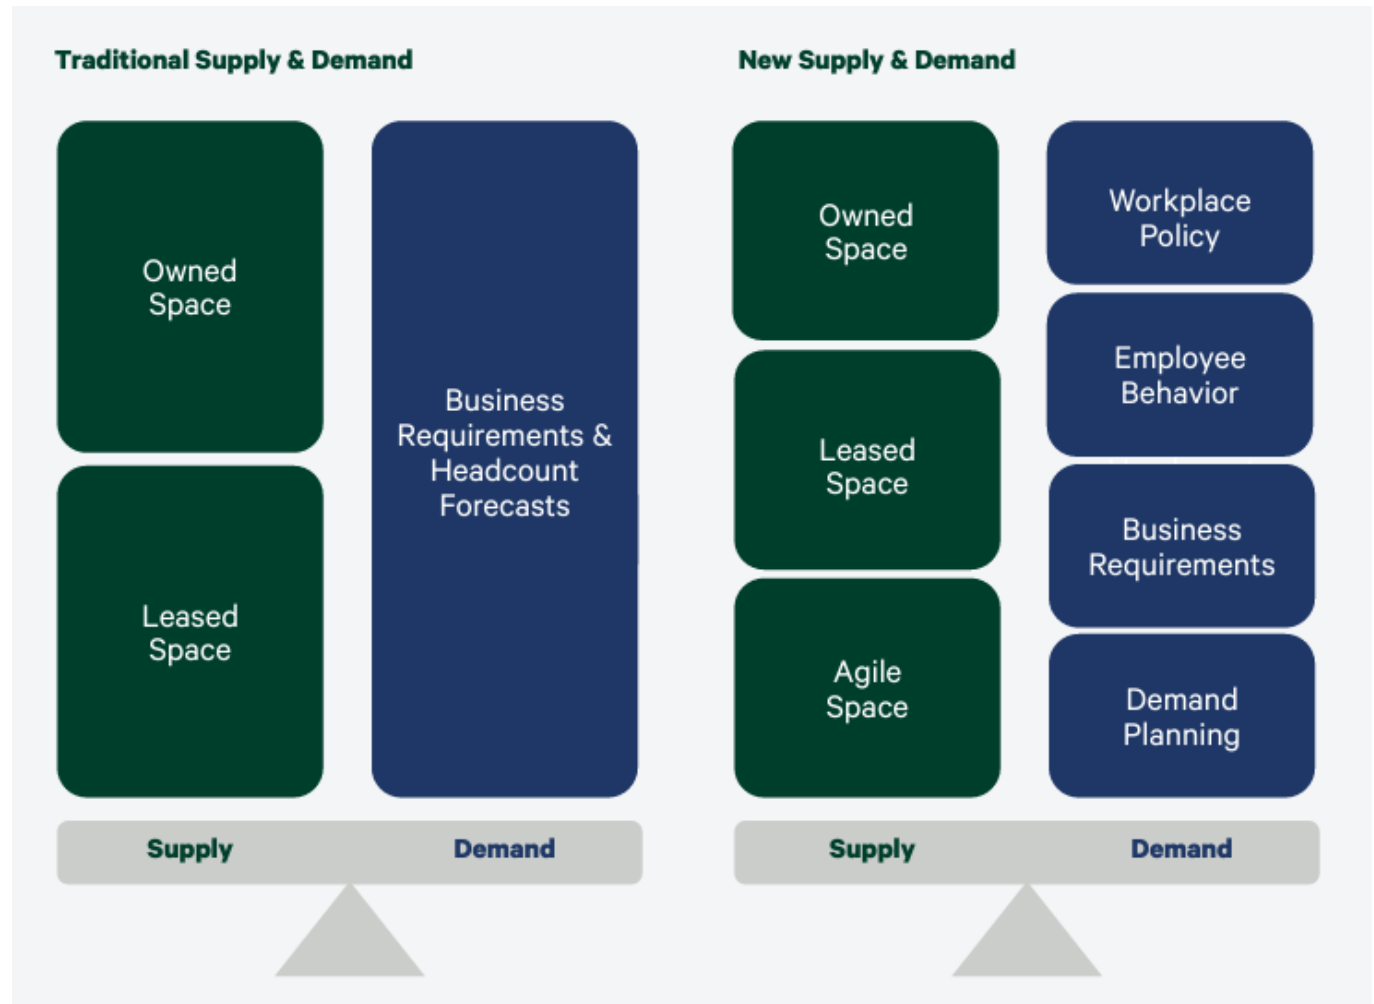 Traditional Supply & Demand
Owned
Space
Leased
Space
Business
Requirements &
Headcount
Forecasts
Supply
Demand
New Supply & Demand
Owned
Space
Leased
Space
Agile
Space
Workplace
Policy
Employee
Behavior
Business
Requirements
Demand
Planning
Supply
Demand